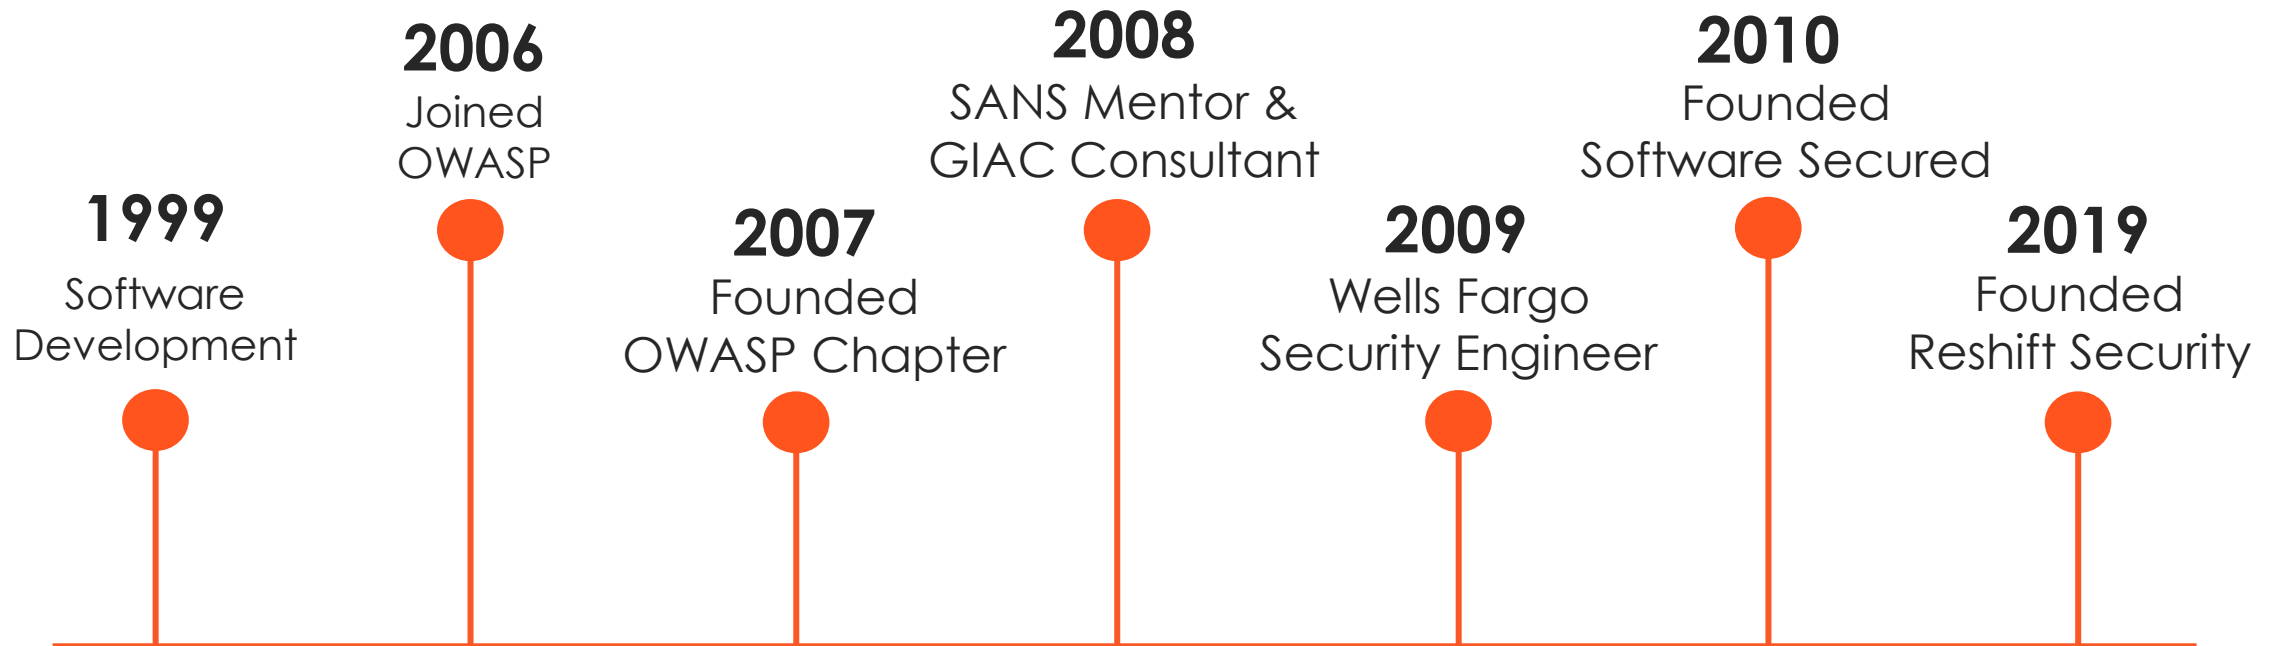 1999
Software
Development
2006
Joined
OWASP
2007
Founded
OWASP Chapter
2008
SANS Mentor &
GIAC Consultant
2009
Wells Fargo
Security Engineer
2010
Founded
Software Secured
2019
Founded
Reshift Security